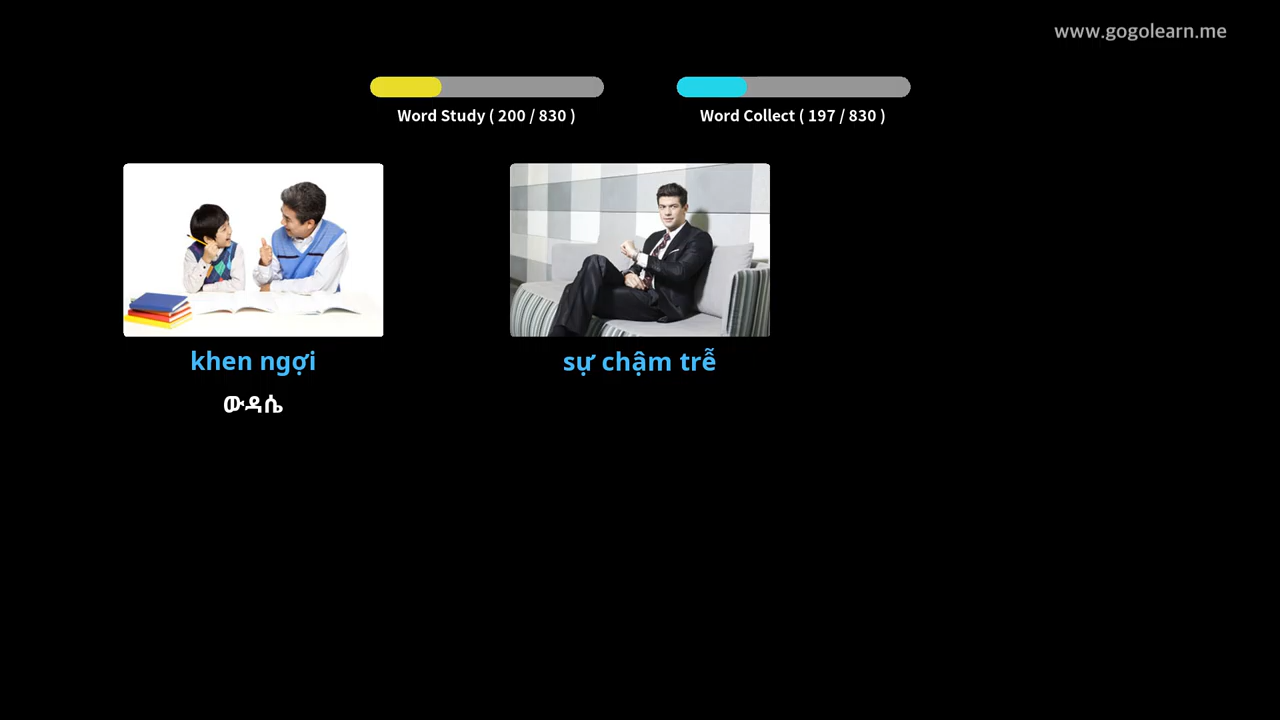 www.gogolearn.me
Word Study ( 200 / 830 )
Word Collect ( 197 / 830 )
khen ngợi
sự chậm trễ
ውዳሴ